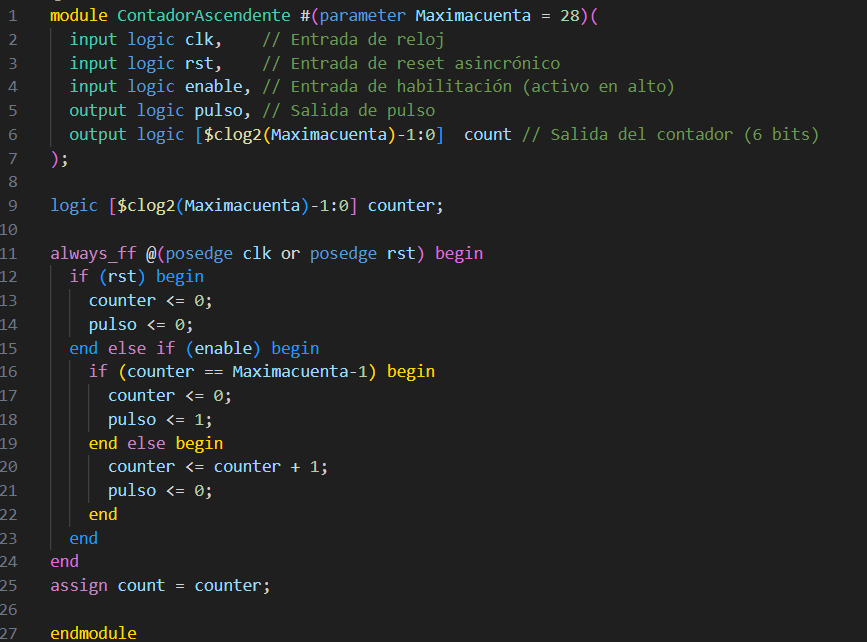 1 module ContadorAscendente #(parameter Maximacuenta = 28)(
2 input logic clk, // Entrada de reloj
3 input logic rst, // Entrada de reset asincrónico
4 input logic enable, // Entrada de habilitación (activo en alto)
5 output logic pulso, // Salida de pulso
6 output logic [$clog2(Maximacuenta)-1:0] count // Salida del contador (6 bits)
7 );
8
9 logic [$clog2(Maximacuenta)-1:0] counter;
10
11 always_ff @(posedge clk or posedge rst) begin
12 if (rst) begin
13 counter <= 0;
14 pulso <= 0;
15 end else if (enable) begin
16 if (counter == Maximacuenta-1) begin
17 counter <= 0;
18 pulso <= 1;
19 end else begin
20 counter <= counter + 1;
21 pulso <= 0;
22 end
23 end
24 end
25 assign count = counter;
26
27 endmodule